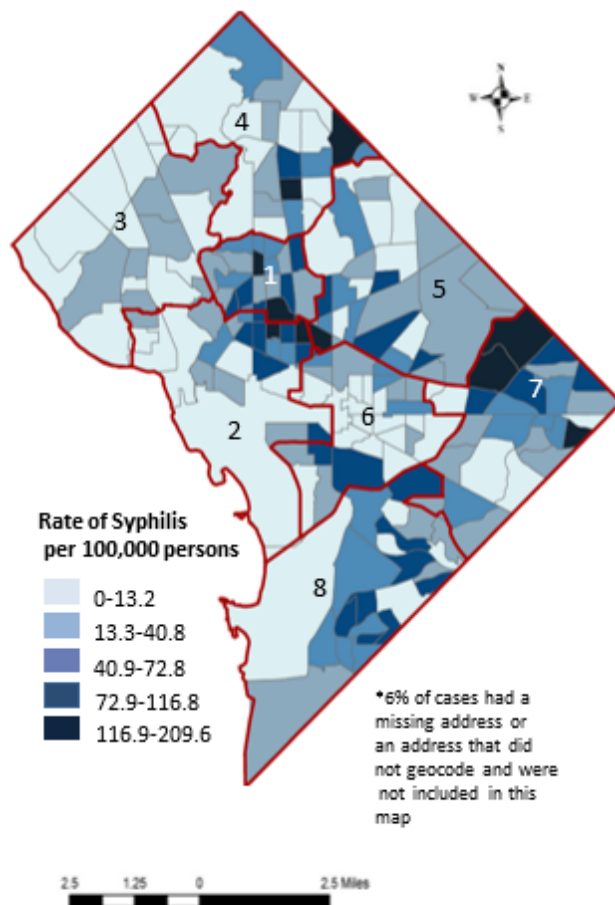 N
W E
S
4
3
1
5
7
6
2
8
Rate of Syphilis
per 100,000 persons
0-13.2
13.3-40.8
40.9-72.8
72.9-116.8
116.9-209.6
*6% of cases had a
missing address or
an address that did
not geocode and were
not included in this
map
2.5 1.25 0 2.5 Miles